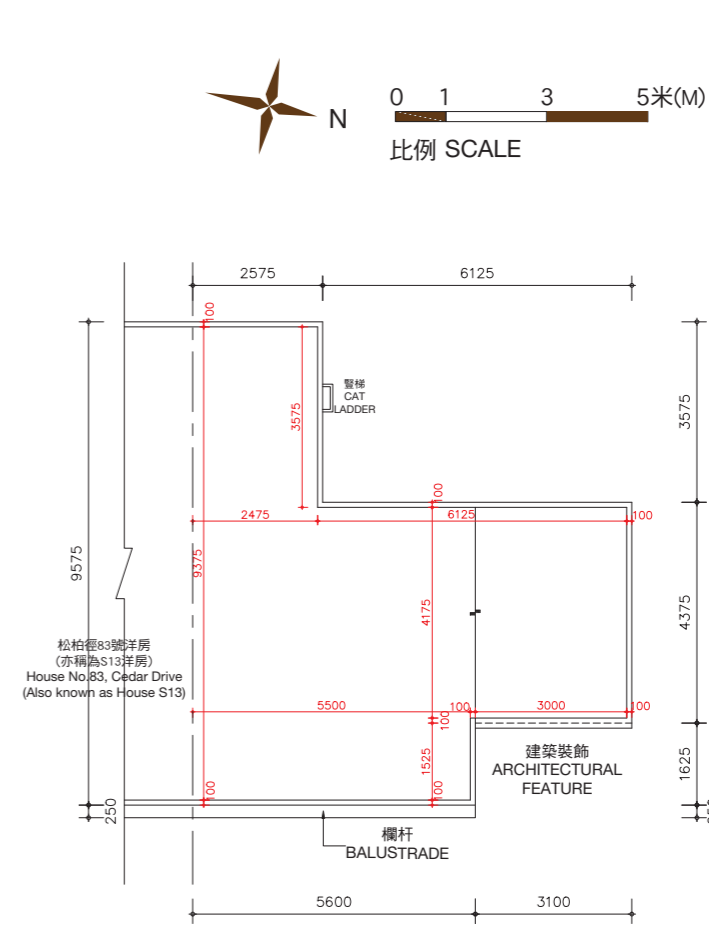 N
0 1 3 5米(M)
比例 SCALE
2575 6125
100
3575
豎梯
CAT
LADDER
3575
100
2475 6125 100
9575
9375
4175
4375
松柏徑83號洋房
(亦稱為S13洋房)
House No.83, Cedar Drive
(Also known as House S13)
5500 100 3000 100
100
1525
建築裝飾
ARCHITECTURAL
FEATURE
1625
100
100
250
欄杆
BALUSTRADE
5600 3100